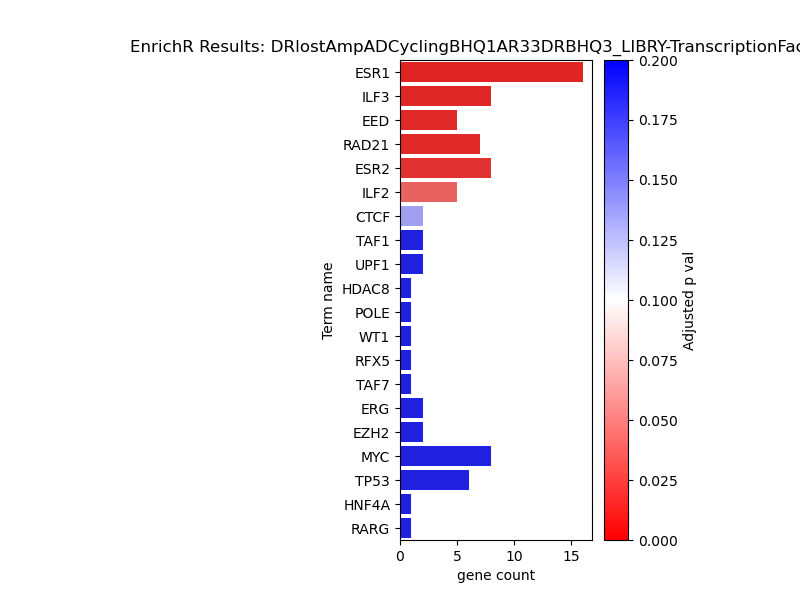 EnrichR Results: DRlostAmpADCyclingBHQ1AR33DRBHQ3_LIBRY-TranscriptionFac
ESR1
ILF3
EED
RAD21
ESR2
ILF2
CTCF
TAF1
UPF1
HDAC8
POLE
WT1
RFX5
TAF7
ERG
EZH2
MYC
TP53
HNF4A
RARG
Term name
0 5 10 15
gene count
0.200
0.175
0.150
0.125
0.100
0.075
0.050
0.025
0.000
Adjusted p val